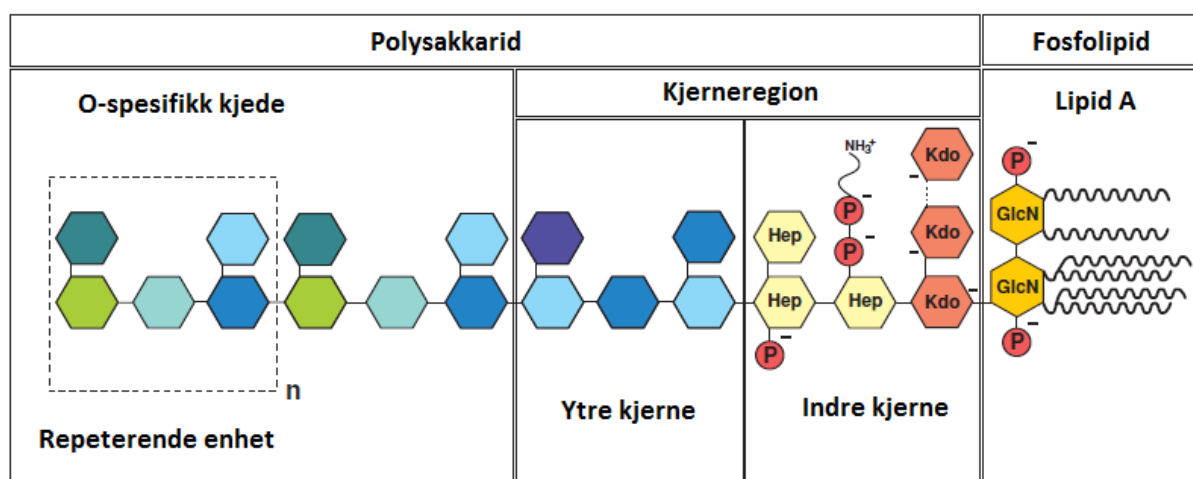 Polysakkarid
Fosfolipid
O-spesifikk kjede
Kjerneregion
Lipid A
NH₃⁺
Kdo
-
P
-
P
-
GlcN
Hep
P
-
Kdo
-
Hep
Hep
Kdo
-
GlcN
P
-
P
-
n
Ytre kjerne
Indre kjerne
Repeterende enhet